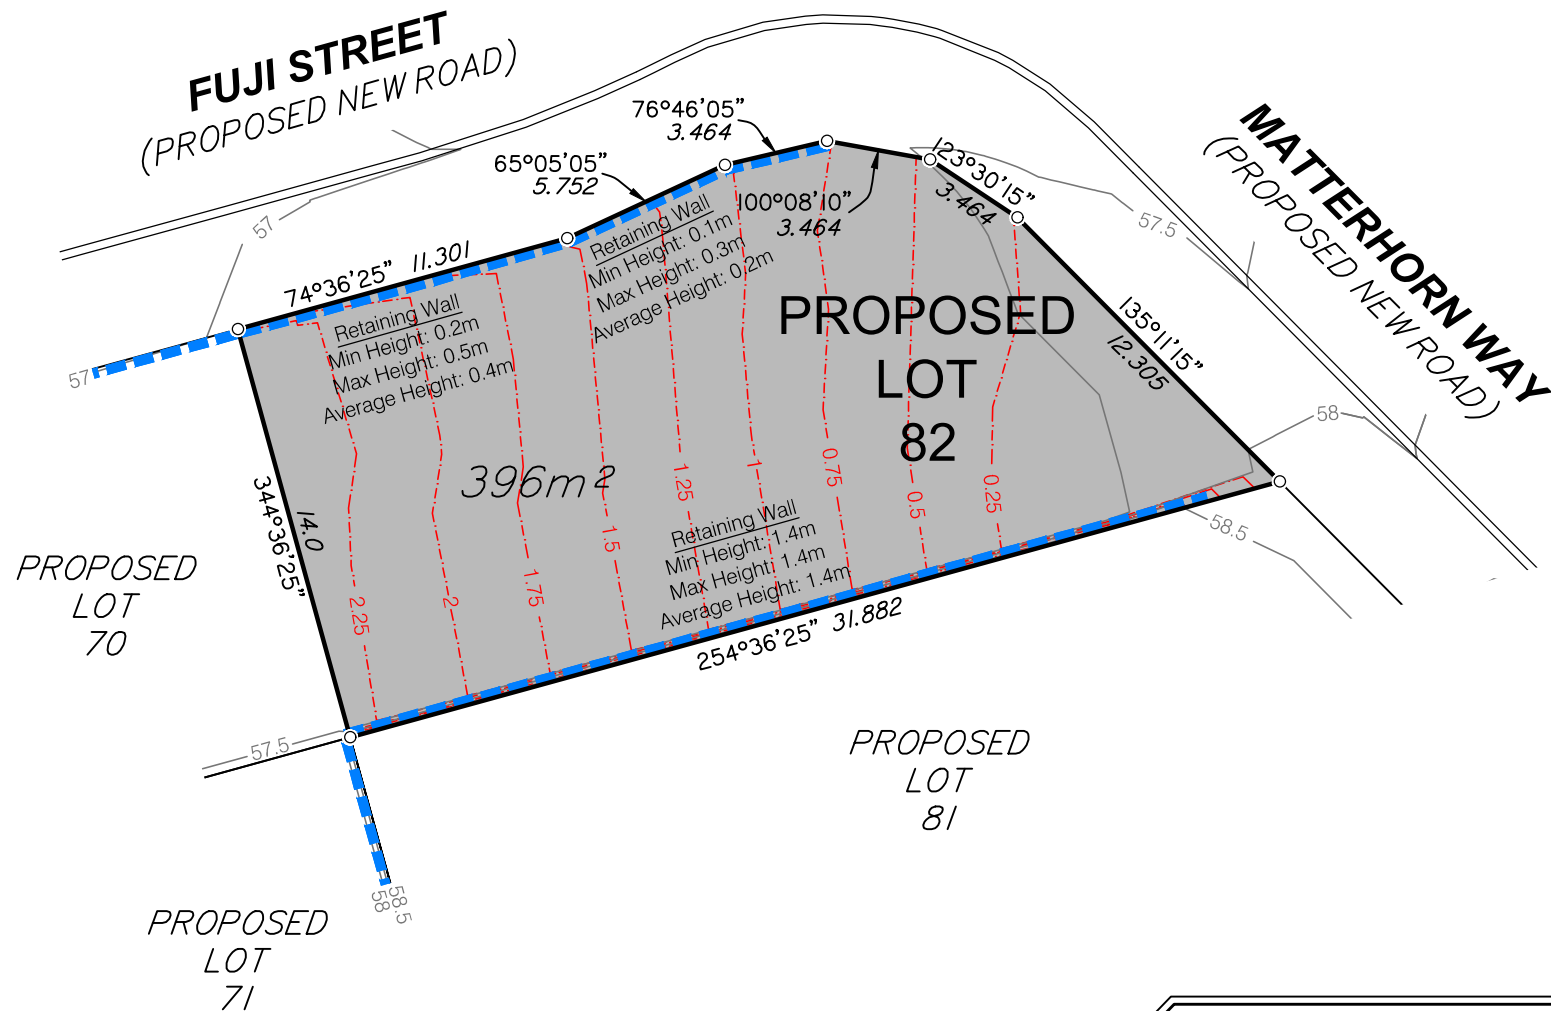 FUJI STREET
(PROPOSED NEW ROAD)
MATTERHORN WAY
(PROPOSED NEW ROAD)
76°46'05"
3.464
65°05'05"
5.752
100°08'10"
3.464
123°30'15"
3.464
57
57.5
74°36'25" 11.301
135°11'15"
12.305
Retaining Wall
Min Height: 0.1m
Max Height: 0.3m
Average Height: 0.2m
Retaining Wall
Min Height: 0.2m
Max Height: 0.5m
Average Height: 0.4m
PROPOSED
LOT
82
57
58
396m²
344°36'25"
14.0
2.25
2
1.75
1.5
1.25
1
0.75
0.5
0.25
Retaining Wall
Min Height: 1.4m
Max Height: 1.4m
Average Height: 1.4m
254°36'25" 31.882
58.5
PROPOSED
LOT
70
57.5
PROPOSED
LOT
81
58
58.5
PROPOSED
LOT
71